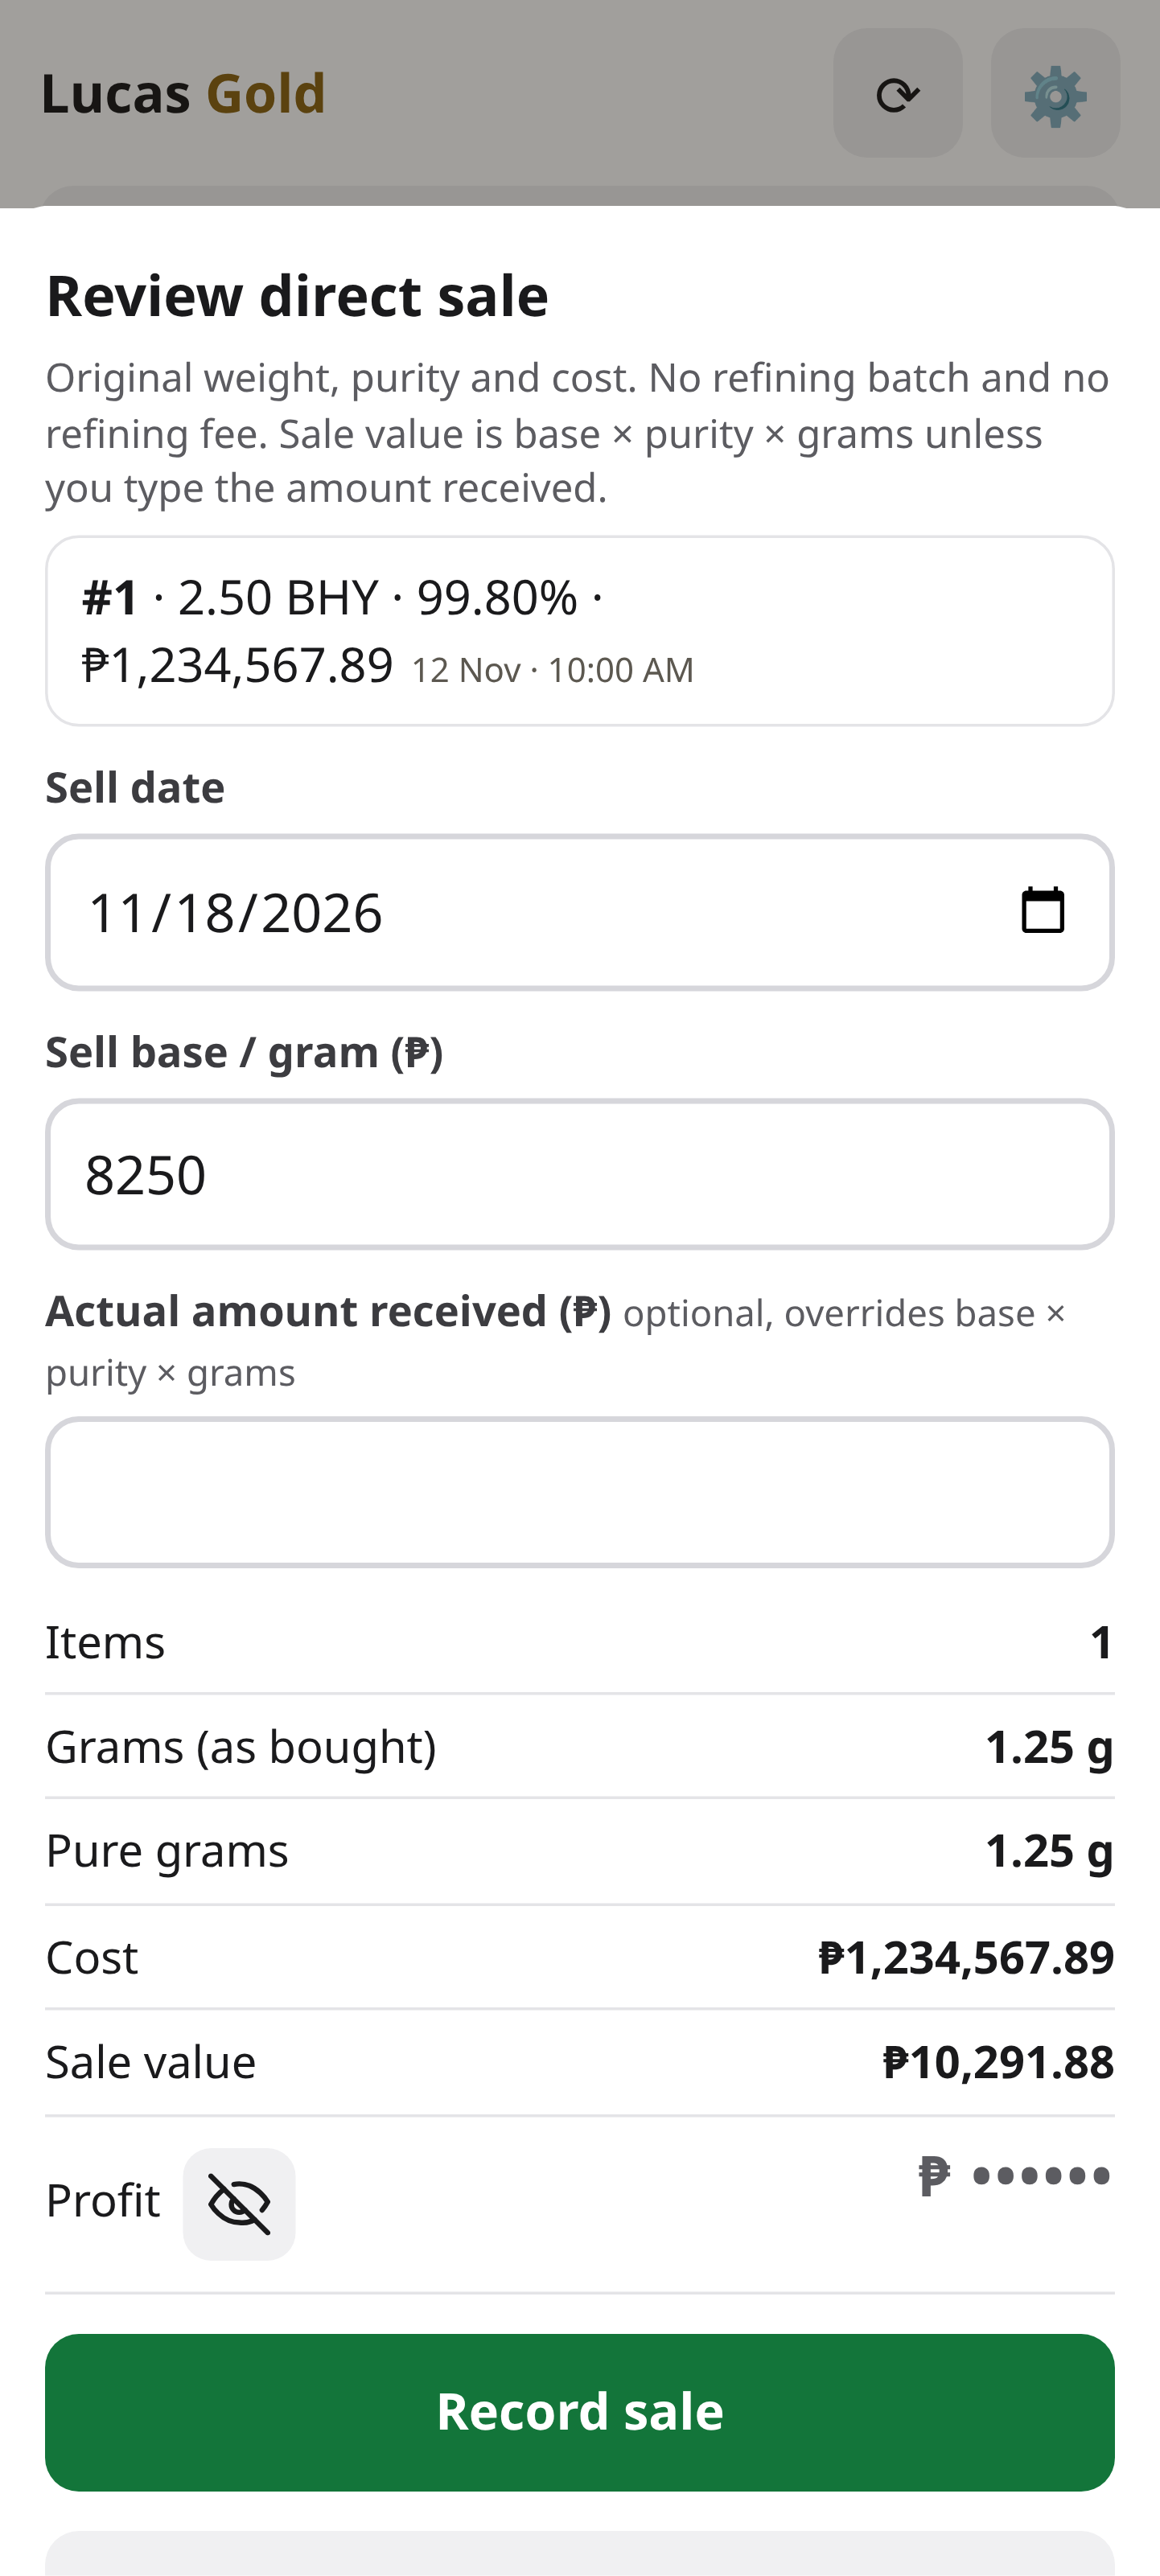 Lucas Gold
Review direct sale
Original weight, purity and cost. No refining batch and no
refining fee. Sale value is base × purity × grams unless
you type the amount received.
#1 · 2.50 BHY · 99.80% ·
₱1,234,567.89 12 Nov · 10:00 AM
Sell date
11/18/2026
Sell base / gram (₱)
8250
Actual amount received (₱) optional, overrides base ×
purity × grams
Items 1
Grams (as bought) 1.25 g
Pure grams 1.25 g
Cost ₱1,234,567.89
Sale value ₱10,291.88
Profit ₱ ••••••
Record sale